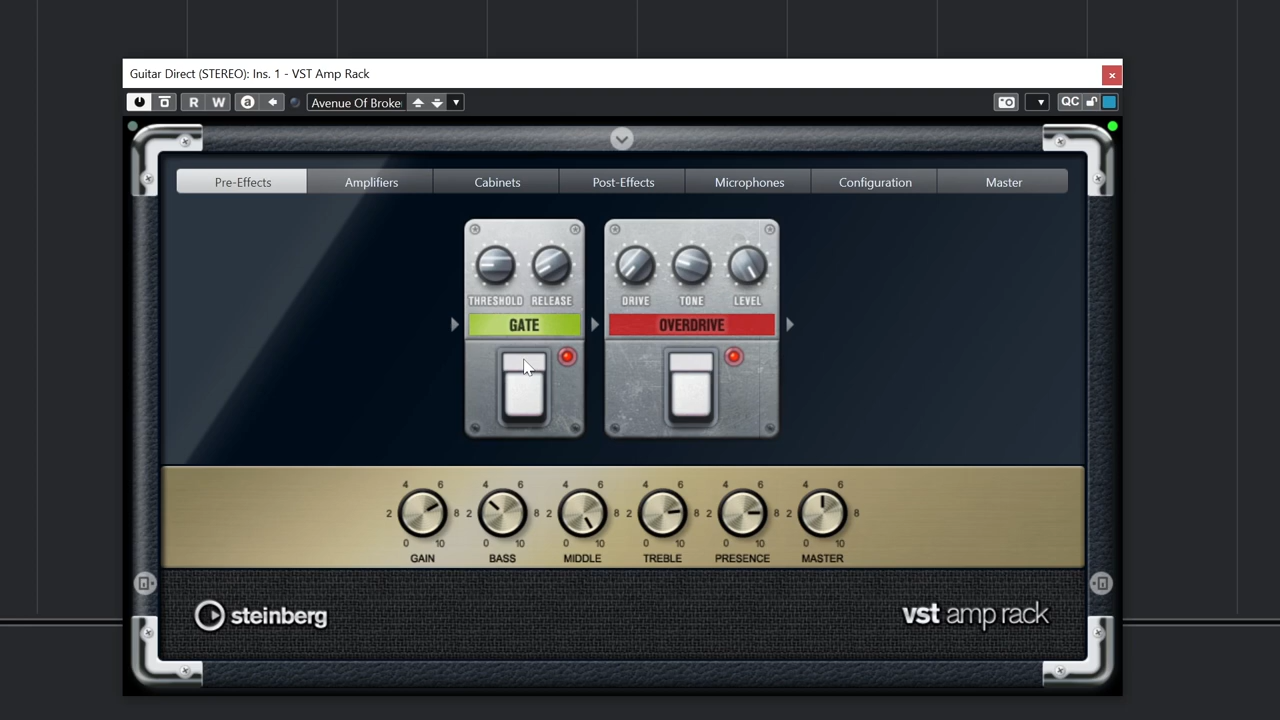 Guitar Direct (STEREO): Ins. 1 - VST Amp Rack
R W a Avenue Of Broke QC
Pre-Effects Amplifiers Cabinets Post-Effects Microphones Configuration Master
THRESHOLD RELEASE DRIVE TONE LEVEL
GATE OVERDRIVE
4 6 4 6 4 6 4 6 4 6 4 6
2 8 2 8 2 8 2 8 2 8 2 8
0 10 0 10 0 10 0 10 0 10 0 10
GAIN BASS MIDDLE TREBLE PRESENCE MASTER
steinberg vst amp rack